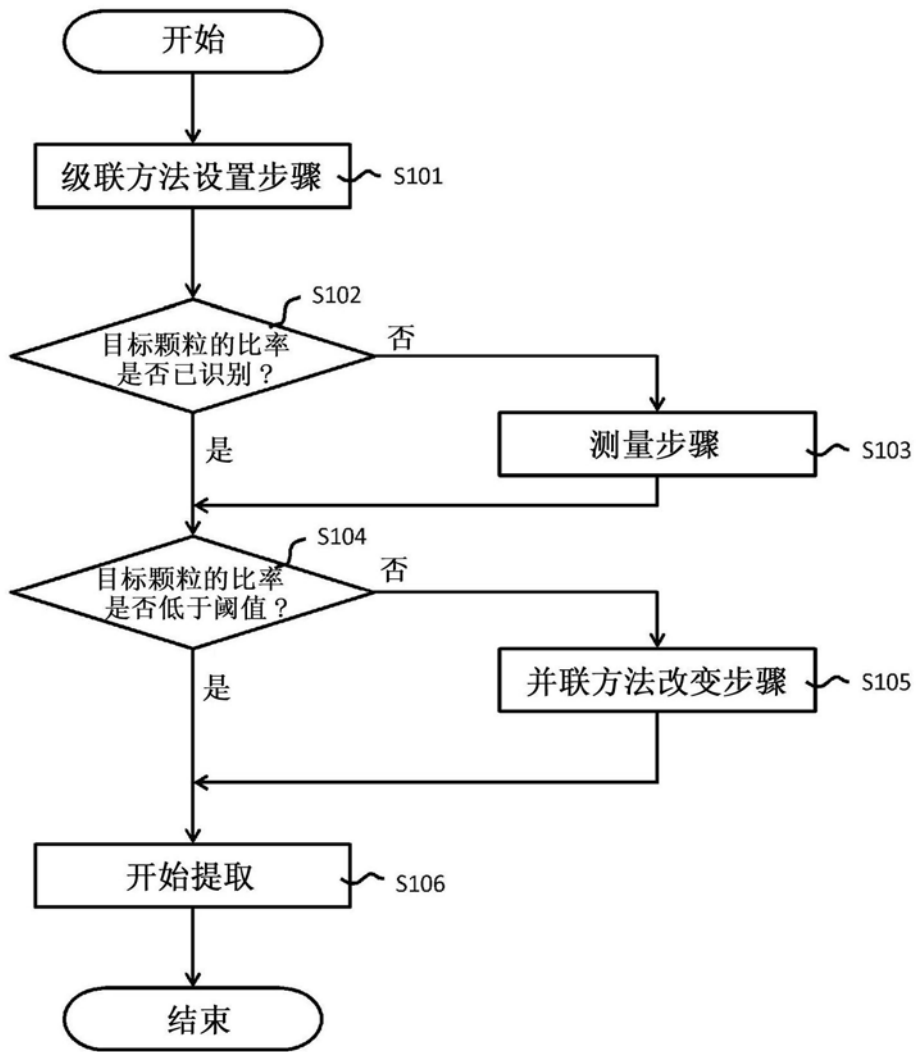 开始
级联方法设置步骤
S101
S102
目标颗粒的比率
是否已识别？
否
是
测量步骤
S103
S104
目标颗粒的比率
是否低于阈值？
否
是
并联方法改变步骤
S105
开始提取
S106
结束